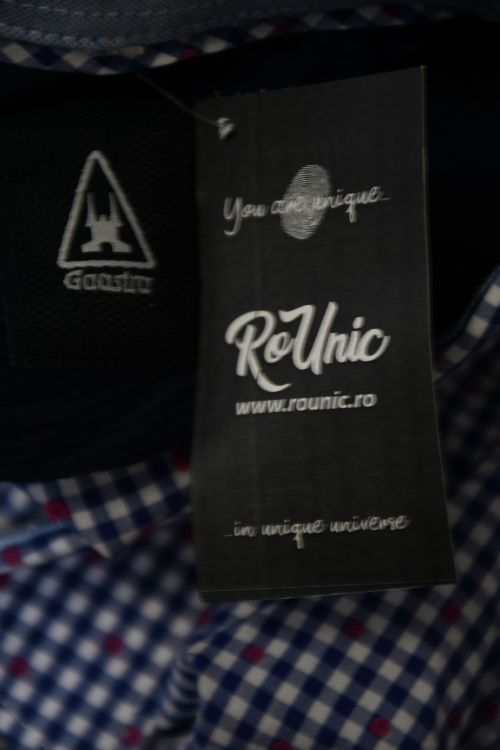 Gaastra
You are unique...
RoUnic
www.rounic.ro
...in unique universe